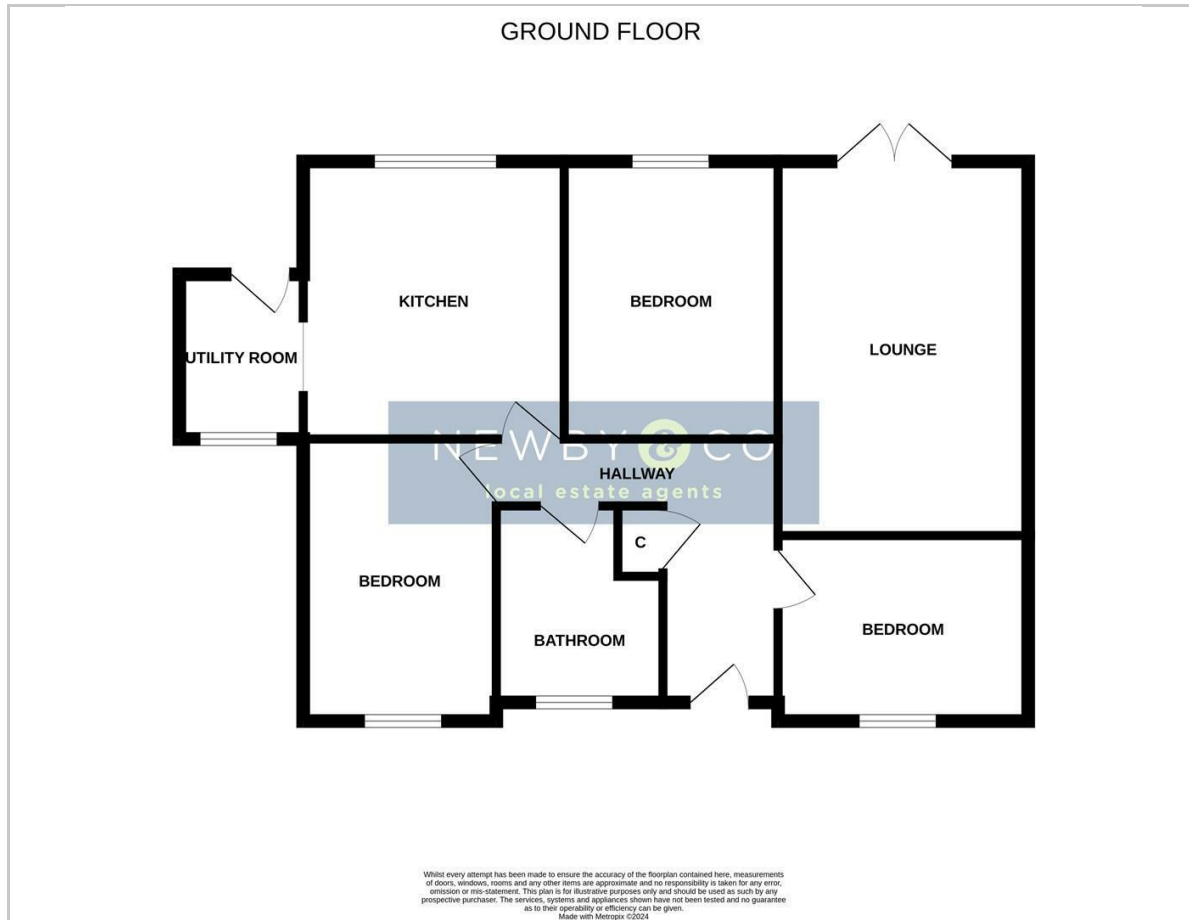 GROUND FLOOR
KITCHEN
BEDROOM
LOUNGE
UTILITY ROOM
NEWBY & CO
HALLWAY
local estate agents
C
BEDROOM
BATHROOM
BEDROOM
Whilst every attempt has been made to ensure the accuracy of the floorplan contained here, measurements
of doors, windows, rooms and any other items are approximate and no responsibility is taken for any error,
omission or mis-statement. This plan is for illustrative purposes only and should be used as such by any
prospective purchaser. The services, systems and appliances shown have not been tested and no guarantee
as to their operability or efficiency can be given.
Made with Metropix ©2024